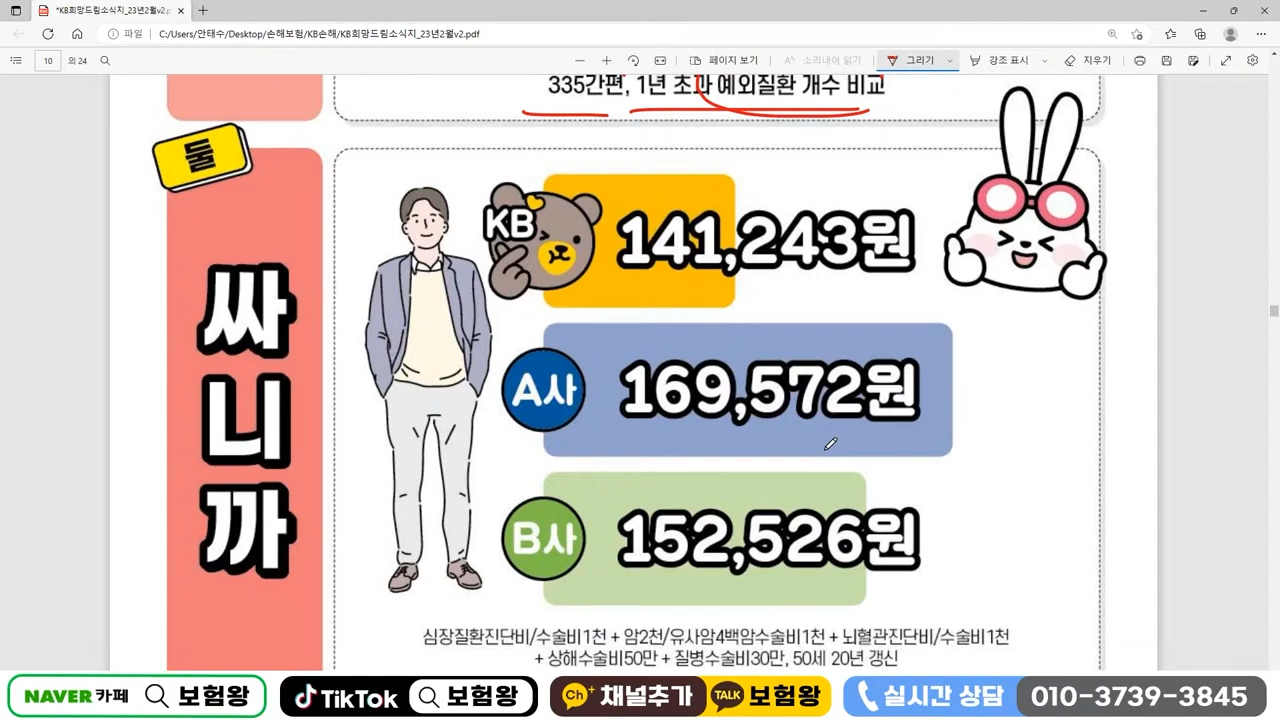 *KB희망드림소식지_23년2월v2.p
파일 C:/Users/안태수/Desktop/손해보험/KB손해/KB희망드림소식지_23년2월v2.pdf
10 의 24 페이지 보기 소리내어 읽기 그리기 강조 표시 지우기
335간편, 1년 초과 예외질환 개수 비교
둘
싸
니
까
KB 141,243원
A사 169,572원
B사 152,526원
심장질환진단비/수술비1천 + 암2천/유사암4백암수술비1천 + 뇌혈관진단비/수술비1천
+ 상해수술비50만 + 질병수술비30만, 50세 20년 갱신
NAVER 카페 보험왕 TikTok 보험왕 Ch+ 채널추가 TALK 보험왕 실시간 상담 010-3739-3845